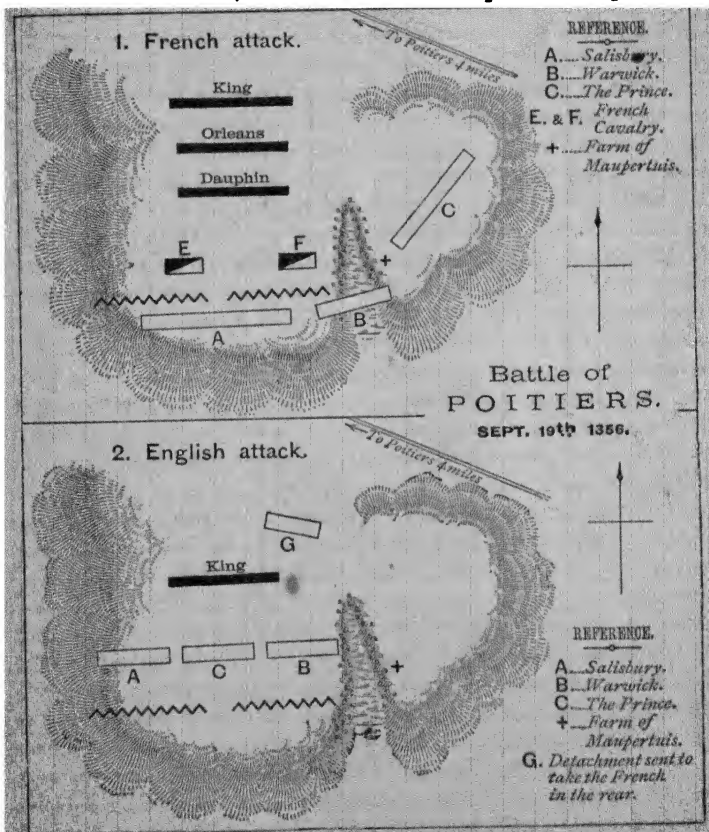 1. French attack.
To Poitiers 4 miles
King
Orleans
Dauphin
E
F
C
A
B
+
REFERENCE.
A.....Salisbury.
B.....Warwick.
C.....The Prince.
E. & F. French
Cavalry.
+.....Farm of
Maupertuis.
Battle of
POITIERS.
SEPT. 19th 1356.
2. English attack.
To Poitiers 4 miles
G
King
A
C
B
+
REFERENCE.
A.....Salisbury.
B.....Warwick.
C.....The Prince.
+.....Farm of
Maupertuis.
G. Detachment sent to
take the French
in the rear.